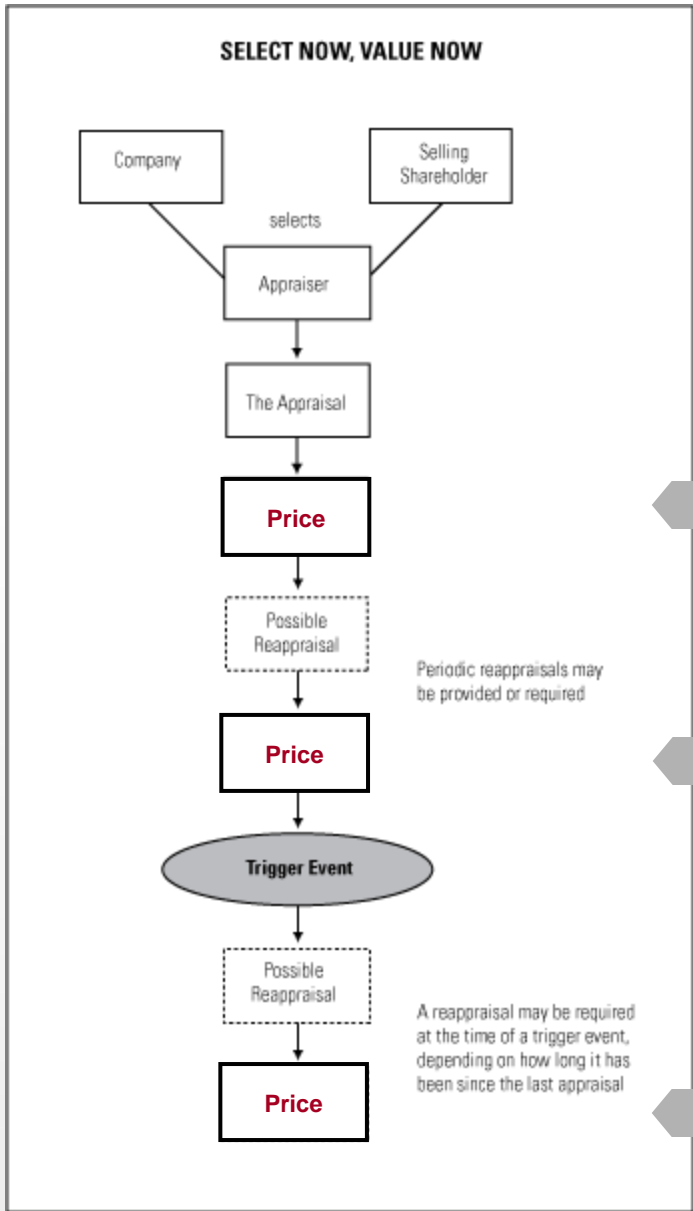 SELECT NOW, VALUE NOW
Company
Selling
Shareholder
selects
Appraiser
The Appraisal
Price
Possible
Reappraisal
Periodic reappraisals may
be provided or required
Price
Trigger Event
Possible
Reappraisal
A reappraisal may be required
at the time of a trigger event,
depending on how long it has
been since the last appraisal
Price